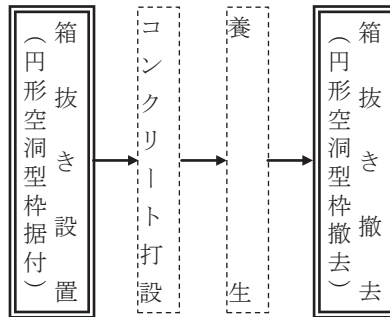 箱抜き設置
（円形空洞型枠据付）
コンクリート打設
養生
箱抜き撤去
（円形空洞型枠撤去）